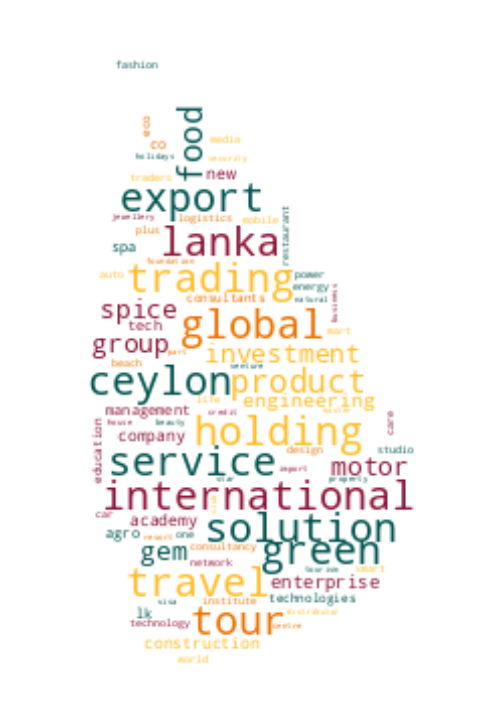 fashion
food
eco
co
media
holidays
security
traders
new
export
jewellery
logistics
mobile
restaurant
plus
lanka
spa
foundation
auto
trading
power
energy
natural
business
consultants
spice
tech
global
mart
group
part
investment
beach
venture
ceylon
product
life
engineering
management
credit
house
beauty
care
education
company
holding
design
studio
service
import
motor
star
property
international
club
car
academy
solution
agro
resort
one
gem
consultancy
green
network
tourism
smart
travel
enterprise
visa
institute
technologies
lk
distributor
technology
tour
centre
construction
world